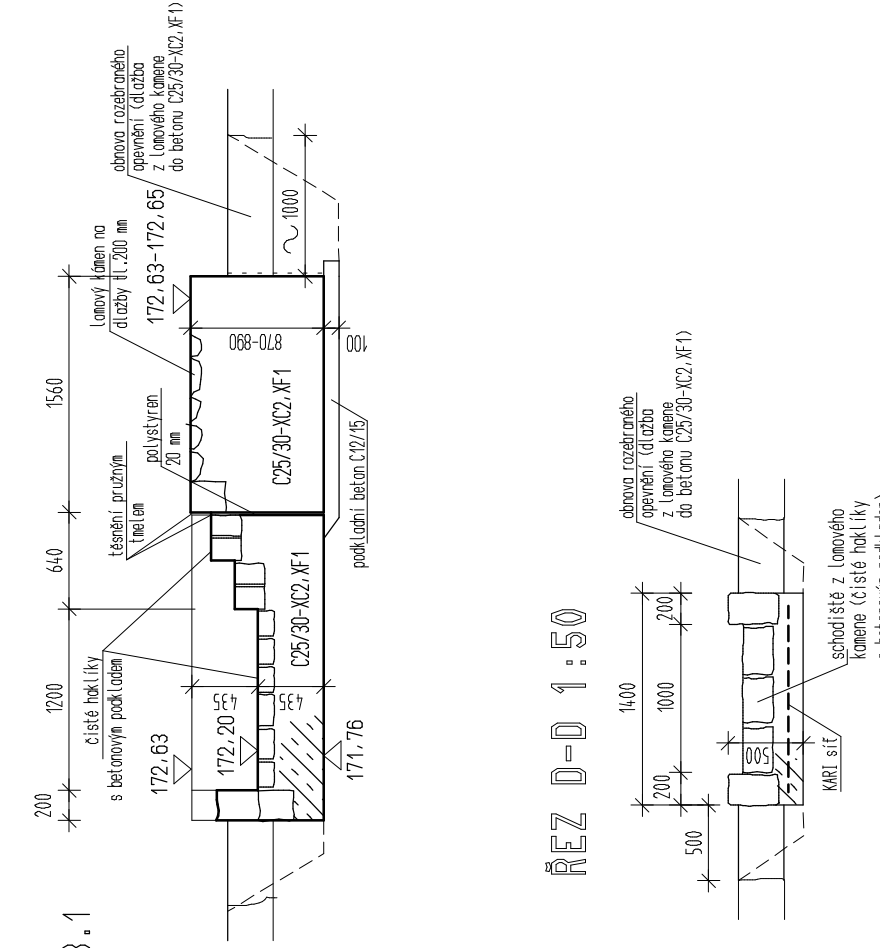 obnova rozebraného
opevnění (dlažba
z lomového kamene
do betonu C25/30-XC2,XF1)
lomový kámen na
dlažby tl.200 mm
172,63-172,65
~1000
1560
870-890
100
polystyren
20 mm
C25/30-XC2,XF1
podkladní beton C12/15
těsnění pružným
tmelem
640
C25/30-XC2,XF1
čisté haklíky
s betonovým podkladem
1200
435
435
172,63
172,20
171,76
200
3.1
ŘEZ D-D 1:50
obnova rozebraného
opevnění (dlažba
z lomového kamene
do betonu C25/30-XC2,XF1)
1400
200
1000
200
500
500
KARI síť
schodiště z lomového
kamene (čisté haklíky